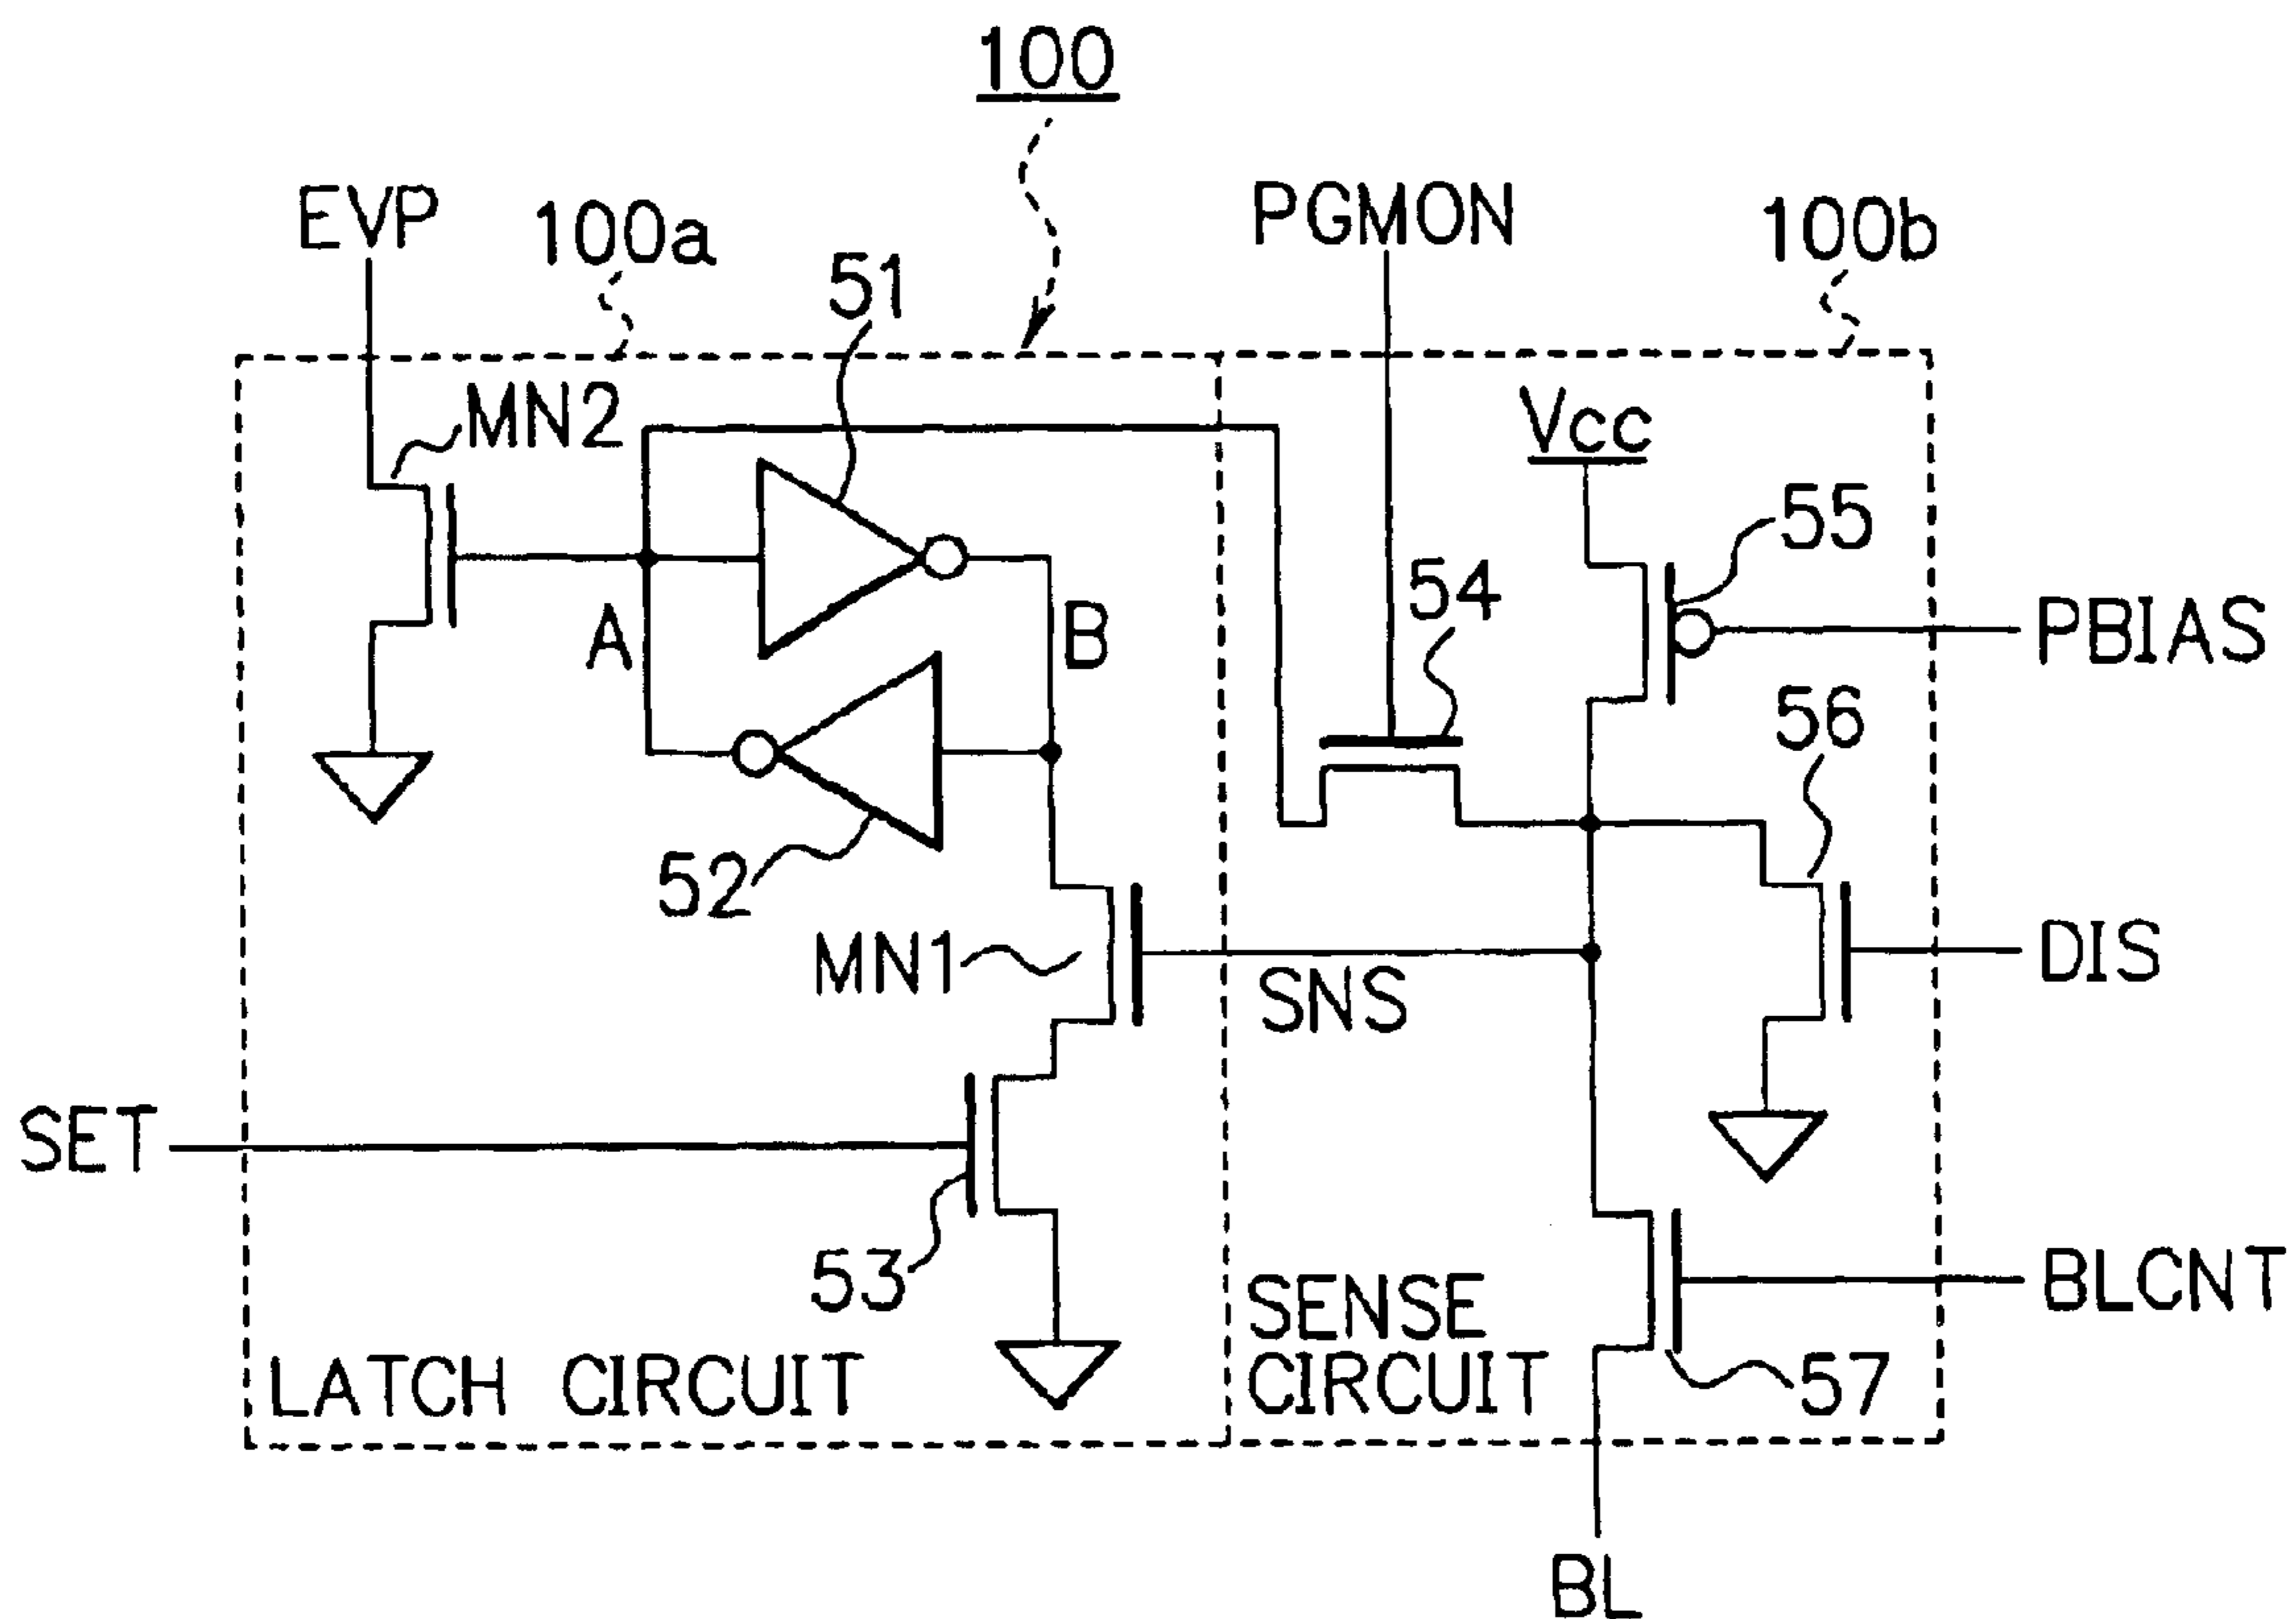 100
EVP
100a
51
PGMON
100b
MN2
Vcc
55
54
A
B
PBIAS
56
52
MN1
SNS
DIS
SET
53
SENSE
CIRCUIT
BLCNT
LATCH CIRCUIT
57
BL